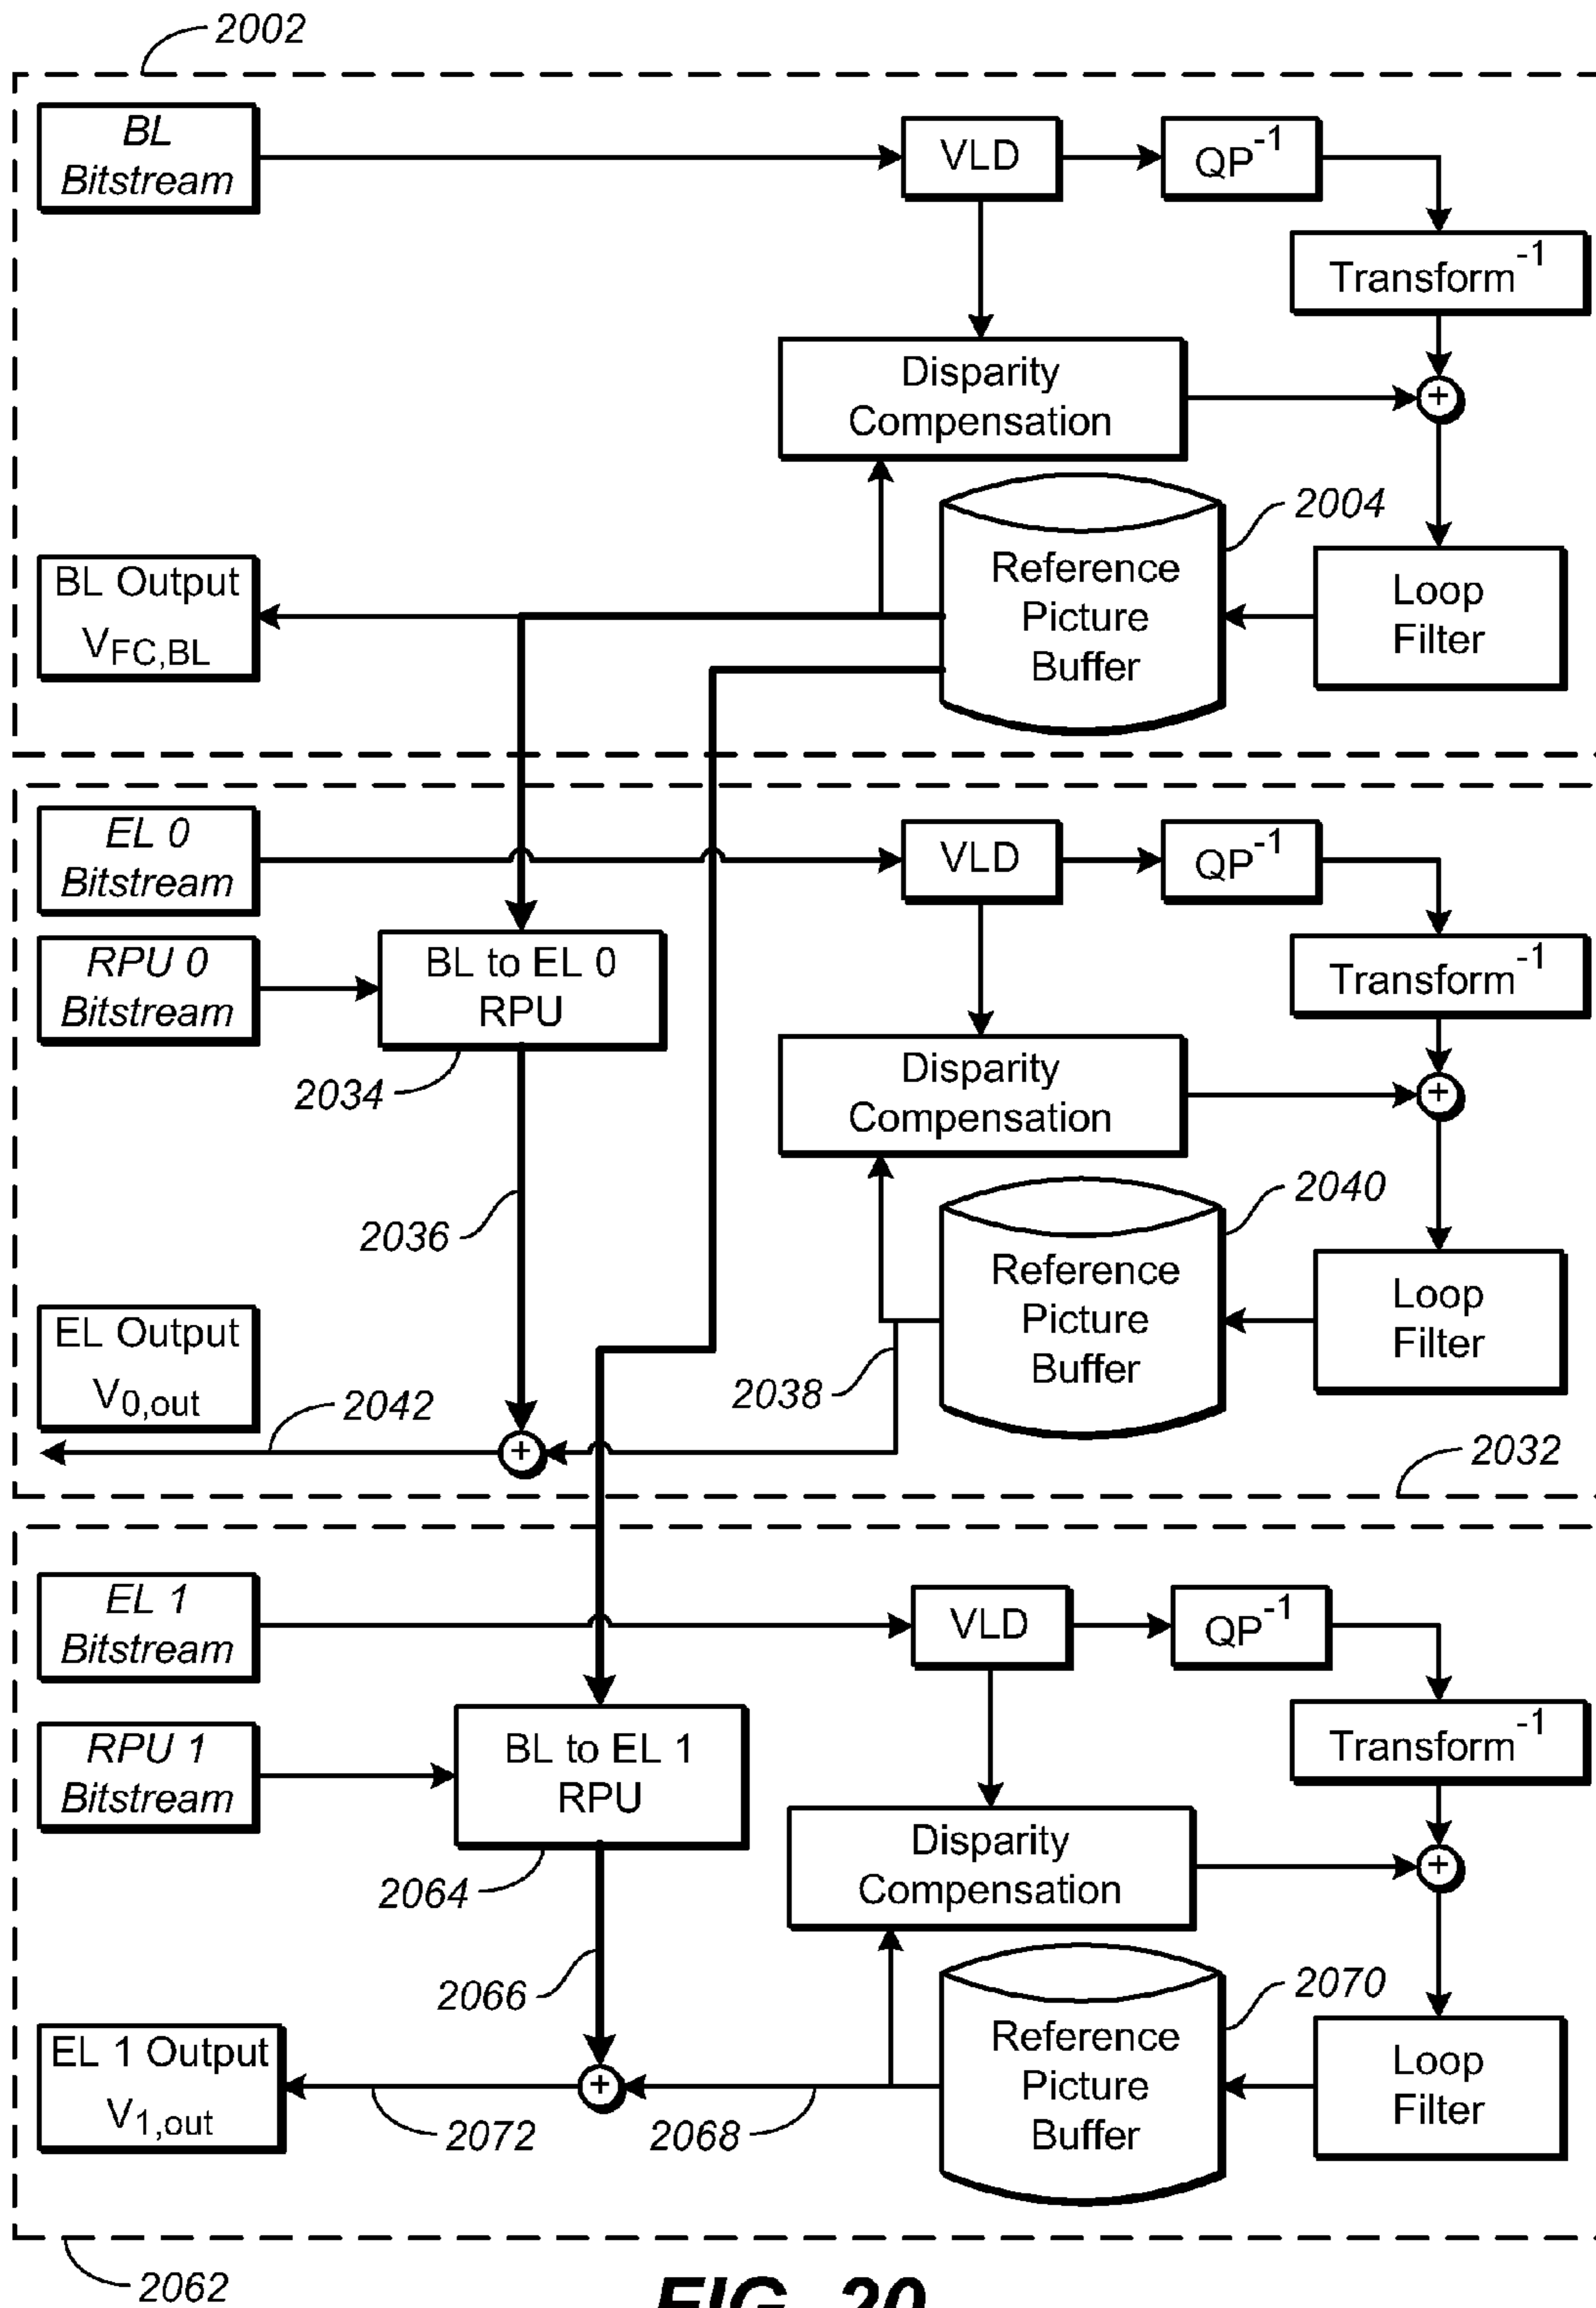 2002
BL
Bitstream
VLD
QP-1
Transform-1
Disparity
Compensation
+
2004
Reference
Picture
Buffer
Loop
Filter
BL Output
VFC,BL
EL 0
Bitstream
VLD
QP-1
RPU 0
Bitstream
BL to EL 0
RPU
Transform-1
2034
Disparity
Compensation
+
2036
2040
Reference
Picture
Buffer
Loop
Filter
EL Output
V0,out
2042
2038
+
2032
EL 1
Bitstream
VLD
QP-1
RPU 1
Bitstream
BL to EL 1
RPU
Transform-1
2064
Disparity
Compensation
+
2066
2070
Reference
Picture
Buffer
Loop
Filter
EL 1 Output
V1,out
+
2072
2068
2062
FIG. 20